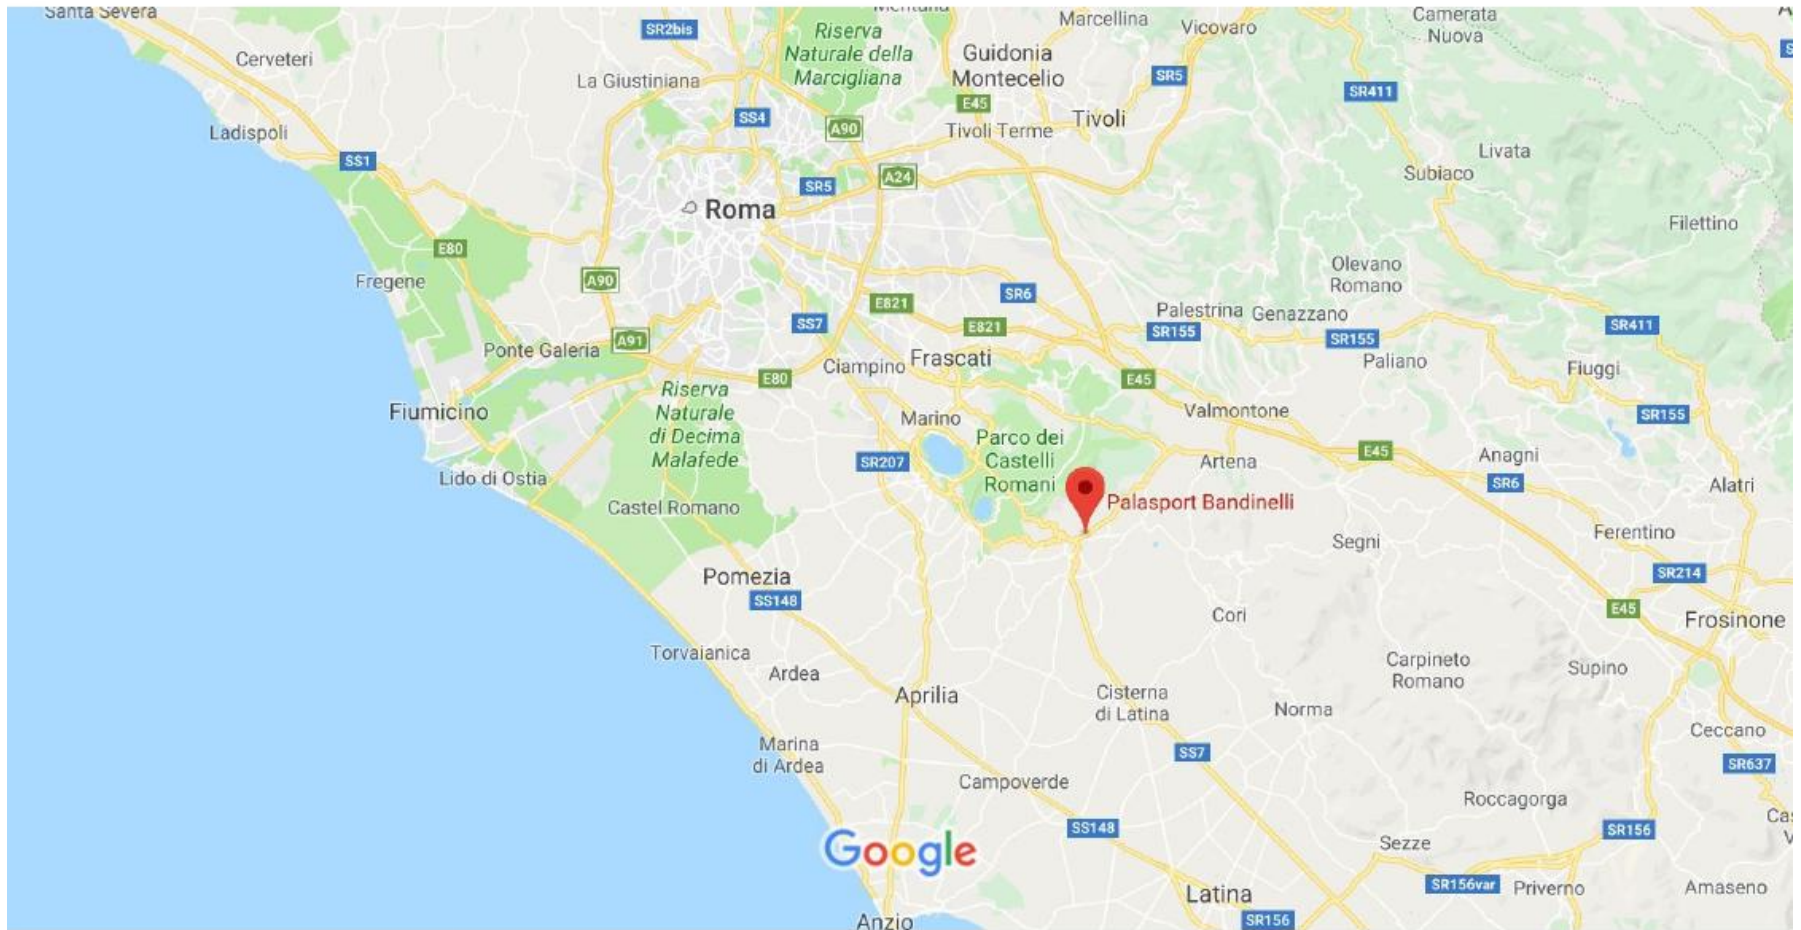 Santa Severa
SR2bis
Riserva
Naturale della
Marcigliana
Marcellina
Vicovaro
Camerata
Nuova
Cerveteri
La Giustiniana
Guidonia
Montecelio
SR5
SR411
E45
Ladispoli
SS4
A90
Tivoli Terme
Tivoli
SS1
SR5
A24
Livata
Subiaco
Roma
Filettino
E80
Fregene
A90
E821
SR6
Olevano
Romano
SS7
E821
Palestrina
Genazzano
SR155
SR155
SR411
A91
Ponte Galeria
Ciampino
Frascati
Paliano
Fiuggi
E80
E45
Riserva
Naturale
di Decima
Malafede
Fiumicino
Marino
Valmontone
SR155
Parco dei
Castelli
Romani
SR207
Artena
E45
Anagni
SR6
Alatri
Lido di Ostia
Castel Romano
Palasport Bandinelli
Segni
Ferentino
Pomezia
SS148
SR214
E45
Cori
Frosinone
Torvaianica
Ardea
Carpineto
Romano
Supino
Aprilia
Cisterna
di Latina
Norma
Ceccano
Marina
di Ardea
SS7
SR637
Campoverde
Roccagorga
SS148
SR156
Google
Sezze
Latina
SR156var
Priverno
Amaseno
Anzio
SR156